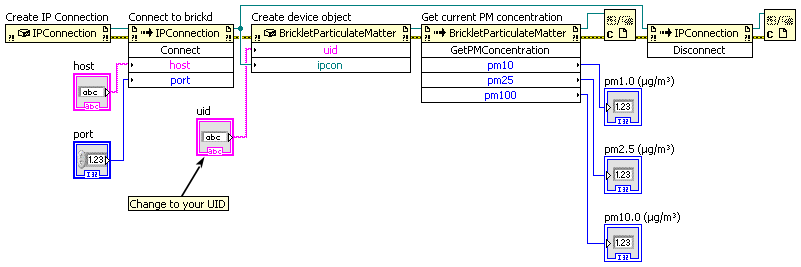 Create IP Connection
Connect to brickd
Create device object
Get current PM concentration
IPConnection
IPConnection
BrickletParticulateMatter
BrickletParticulateMatter
IPConnection
Connect
uid
GetPMConcentration
Disconnect
host
host
ipcon
pm10
port
pm25
pm100
abc
abc
pm1.0 (µg/m³)
1.23
I32
uid
abc
abc
port
1.23
I32
pm2.5 (µg/m³)
1.23
I32
Change to your UID
pm10.0 (µg/m³)
1.23
I32